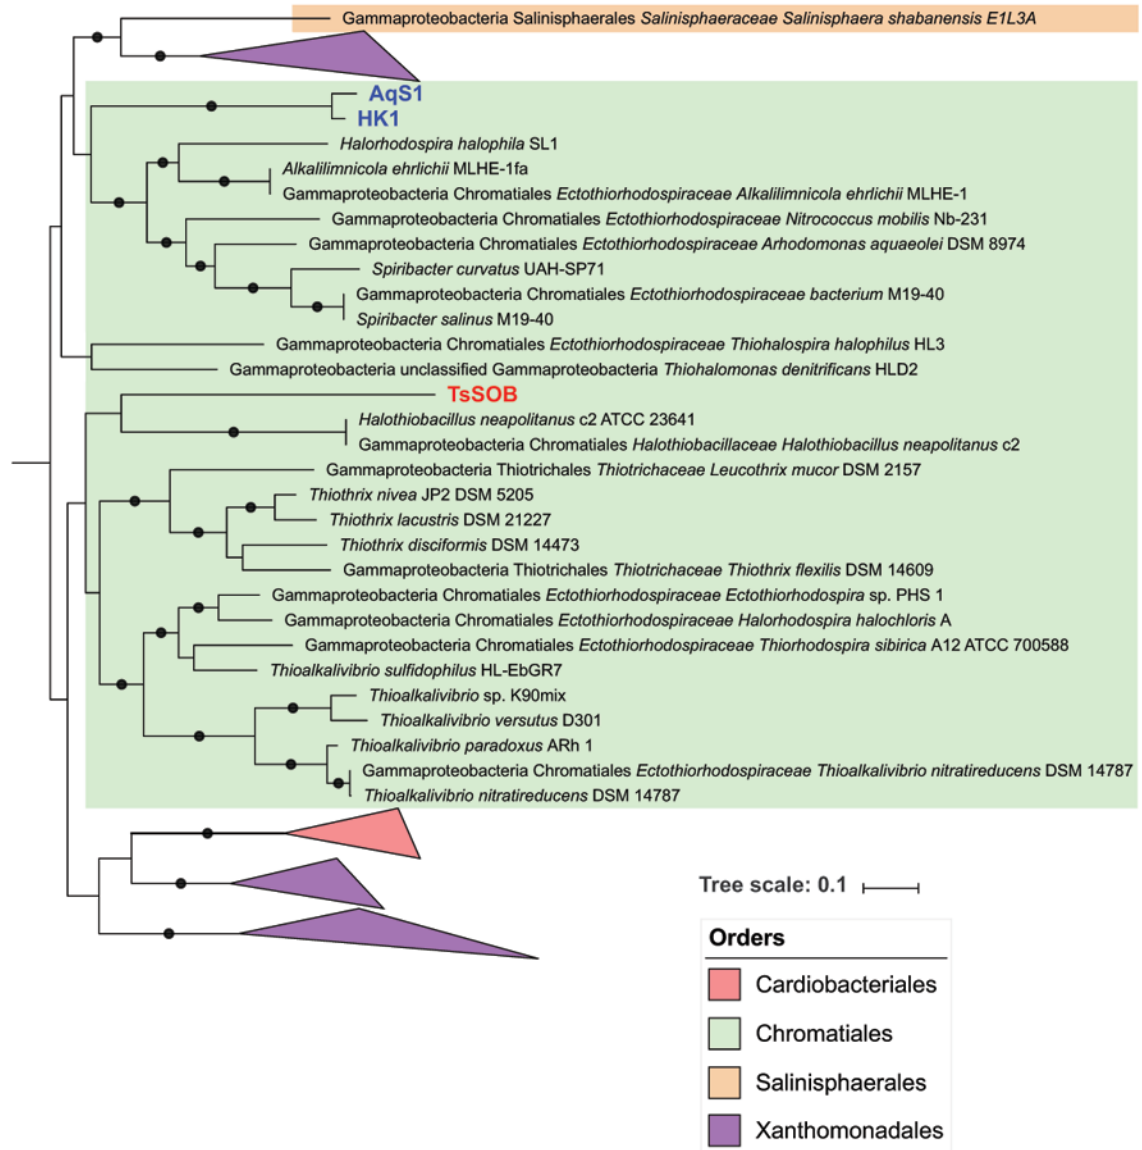 Gammaproteobacteria Salinisphaerales Salinisphaeraceae Salinisphaera shabanensis E1L3A
AqS1
HK1
Halorhodospira halophila SL1
Alkalilimnicola ehrlichii MLHE-1fa
Gammaproteobacteria Chromatiales Ectothiorhodospiraceae Alkalilimnicola ehrlichii MLHE-1
Gammaproteobacteria Chromatiales Ectothiorhodospiraceae Nitrococcus mobilis Nb-231
Gammaproteobacteria Chromatiales Ectothiorhodospiraceae Arhodomonas aquaeolei DSM 8974
Spiribacter curvatus UAH-SP71
Gammaproteobacteria Chromatiales Ectothiorhodospiraceae bacterium M19-40
Spiribacter salinus M19-40
Gammaproteobacteria Chromatiales Ectothiorhodospiraceae Thiohalospira halophilus HL3
Gammaproteobacteria unclassified Gammaproteobacteria Thiohalomonas denitrificans HLD2
TsSOB
Halothiobacillus neapolitanus c2 ATCC 23641
Gammaproteobacteria Chromatiales Halothiobacillaceae Halothiobacillus neapolitanus c2
Gammaproteobacteria Thiotrichales Thiotrichaceae Leucothrix mucor DSM 2157
Thiothrix nivea JP2 DSM 5205
Thiothrix lacustris DSM 21227
Thiothrix disciformis DSM 14473
Gammaproteobacteria Thiotrichales Thiotrichaceae Thiothrix flexilis DSM 14609
Gammaproteobacteria Chromatiales Ectothiorhodospiraceae Ectothiorhodospira sp. PHS 1
Gammaproteobacteria Chromatiales Ectothiorhodospiraceae Halorhodospira halochloris A
Gammaproteobacteria Chromatiales Ectothiorhodospiraceae Thiorhodospira sibirica A12 ATCC 700588
Thioalkalivibrio sulfidophilus HL-EbGR7
Thioalkalivibrio sp. K90mix
Thioalkalivibrio versutus D301
Thioalkalivibrio paradoxus ARh 1
Gammaproteobacteria Chromatiales Ectothiorhodospiraceae Thioalkalivibrio nitratireducens DSM 14787
Thioalkalivibrio nitratireducens DSM 14787
Tree scale: 0.1
Orders
Cardiobacteriales
Chromatiales
Salinisphaerales
Xanthomonadales